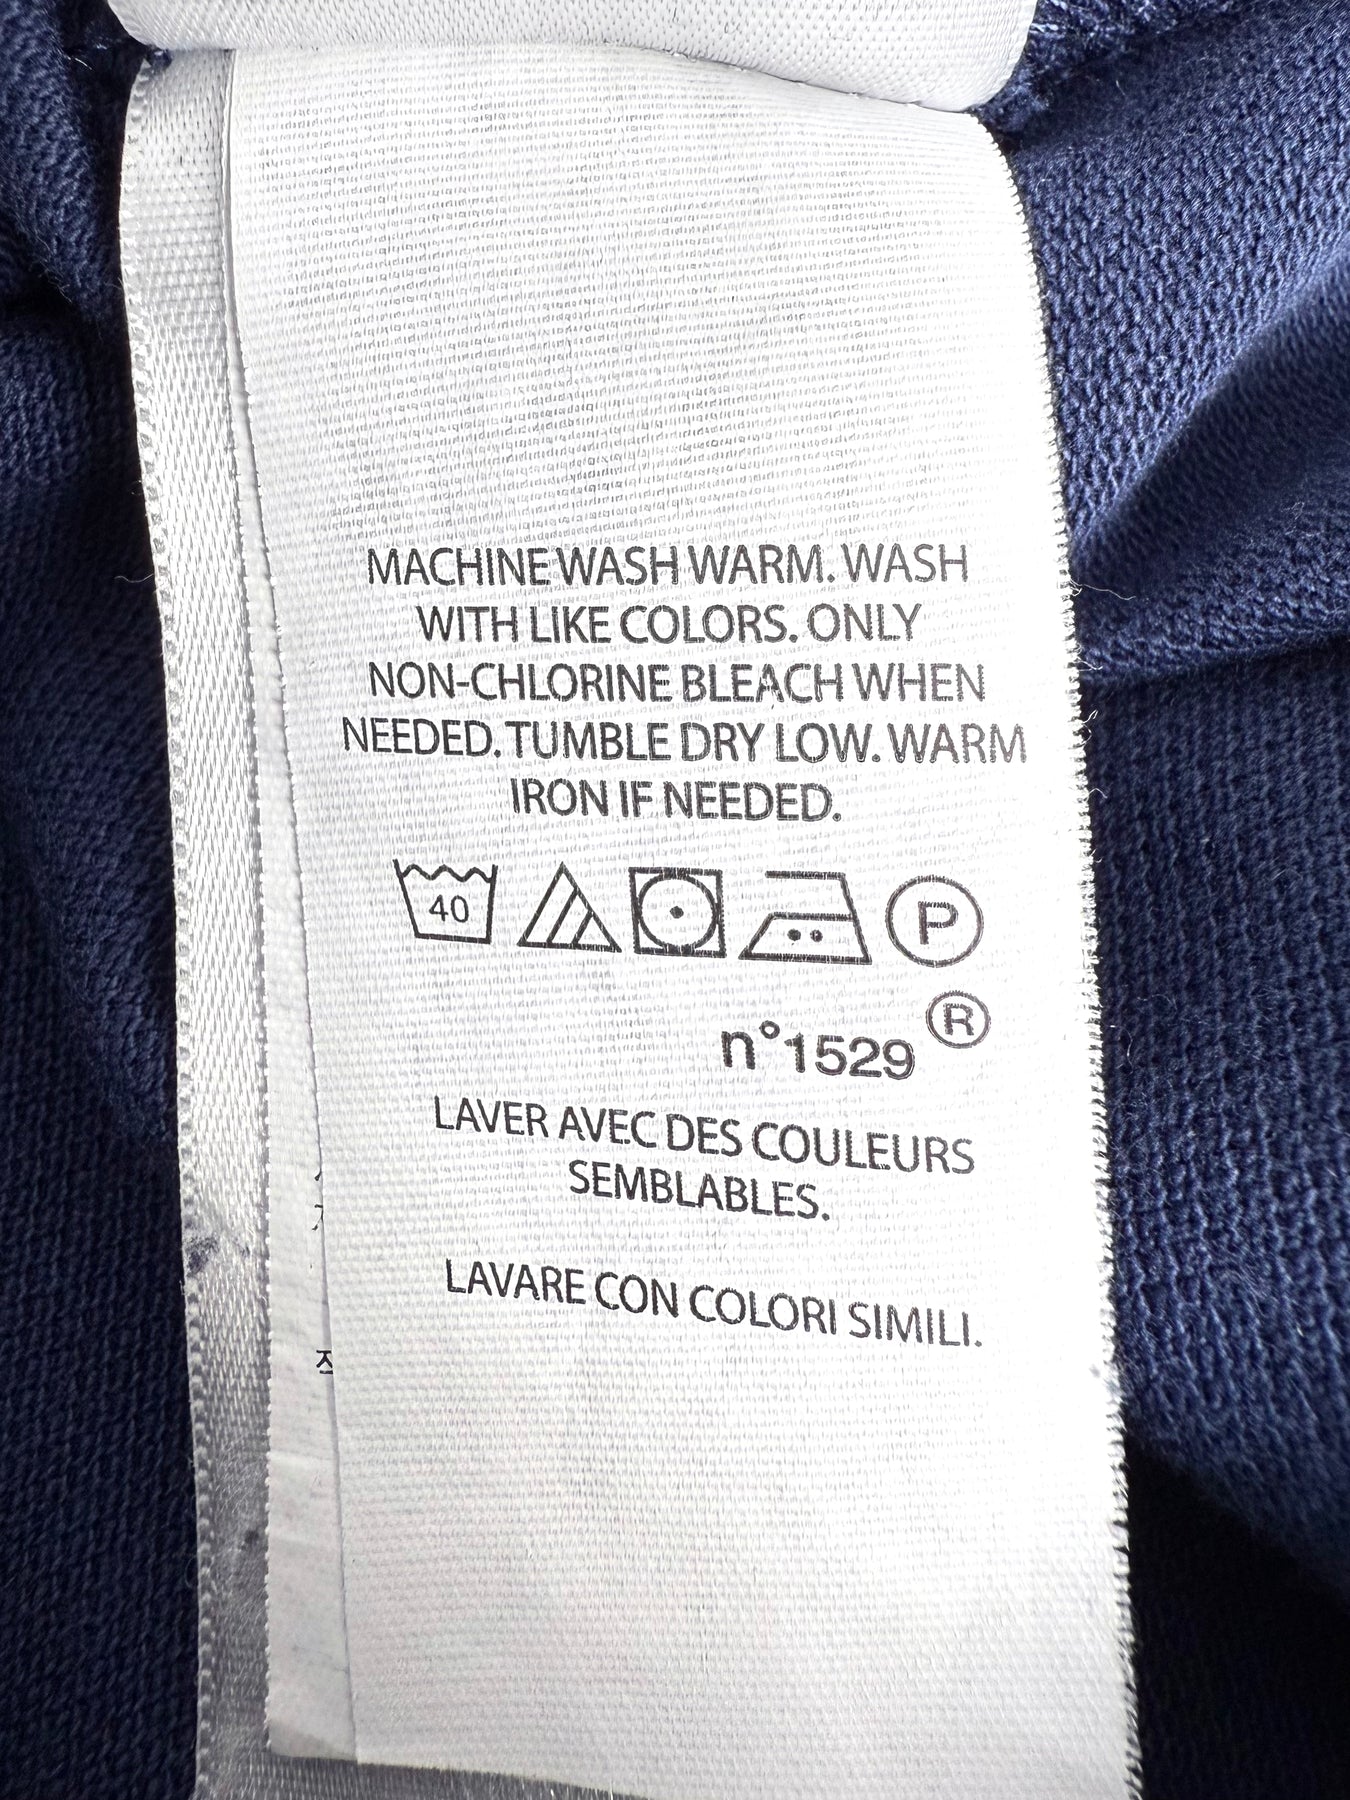 MACHINE WASH WARM. WASH
WITH LIKE COLORS. ONLY
NON-CHLORINE BLEACH WHEN
NEEDED. TUMBLE DRY LOW. WARM
IRON IF NEEDED.
40
P
n°1529 ®
LAVER AVEC DES COULEURS
SEMBLABLES.
LAVARE CON COLORI SIMILI.